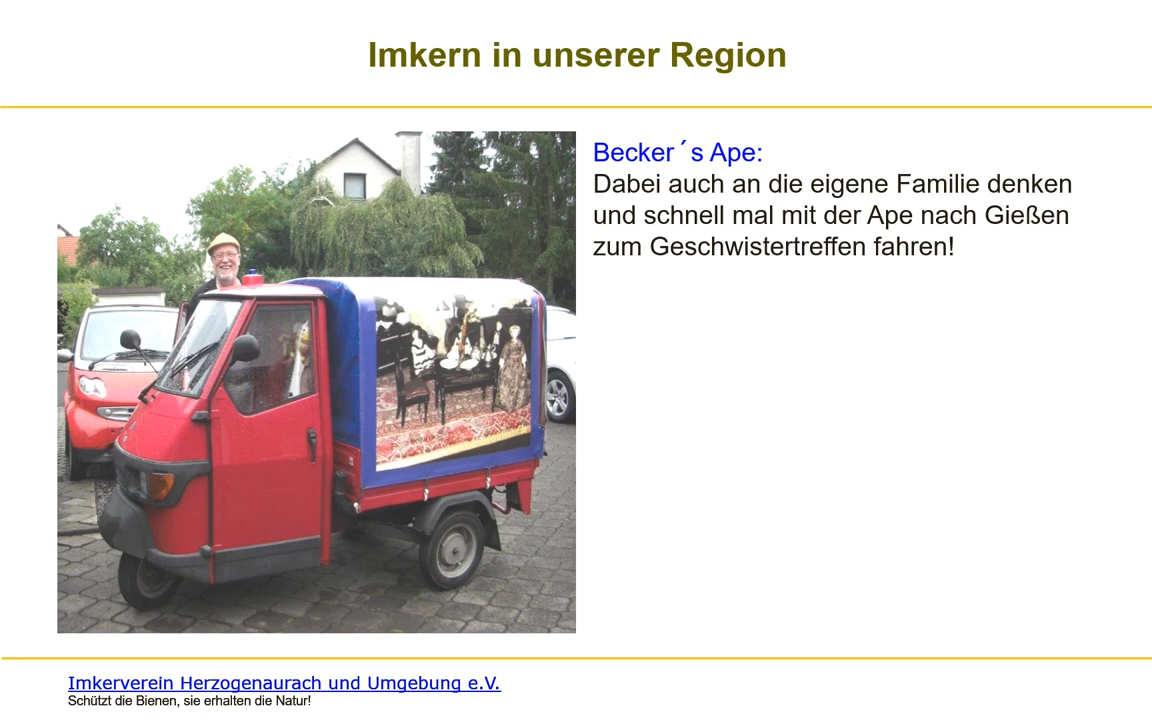 Imkern in unserer Region
Becker´s Ape:
Dabei auch an die eigene Familie denken
und schnell mal mit der Ape nach Gießen
zum Geschwistertreffen fahren!
Imkerverein Herzogenaurach und Umgebung e.V.
Schützt die Bienen, sie erhalten die Natur!